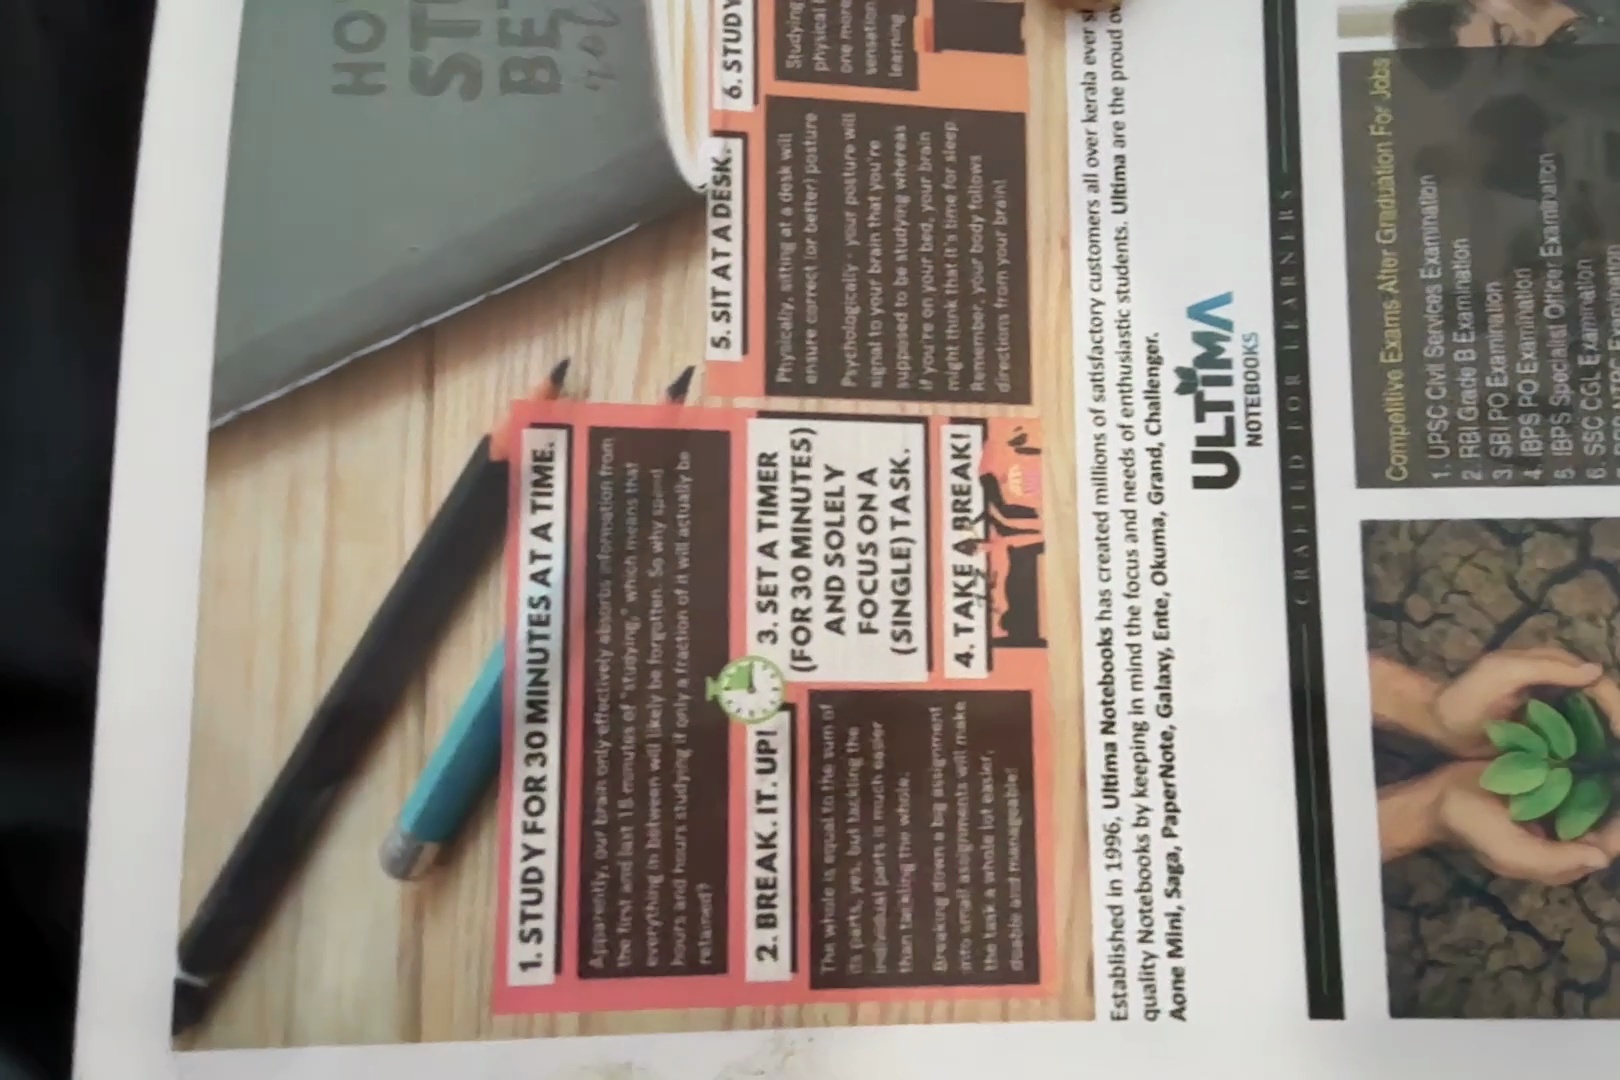 HO
ST
BE
1. STUDY FOR 30 MINUTES AT A TIME.
Apparently, our brain only effectively absorbs information from
the first and last 15 minutes of "studying," which means that
everything in between will likely be forgotten. So why spend
hours and hours studying if only a fraction of it will actually be
retained?
2. BREAK. IT. UP!
The whole is equal to the sum of
its parts, yes, but tackling the
individual parts is much easier
than tackling the whole.
Breaking down a big assignment
into small assignments will make
the task a whole lot easier,
doable and manageable!
3. SET A TIMER
(FOR 30 MINUTES)
AND SOLELY
FOCUS ON A
(SINGLE) TASK.
4. TAKE A BREAK!
5. SIT AT A DESK.
Physically, sitting at a desk will
ensure correct (or better) posture
Psychologically - your posture will
signal to your brain that you're
supposed to be studying whereas
if you're on your bed, your brain
might think that it's time for sleep
Remember, your body follows
directions from your brain!
6. STUDY
Studying
physical
one more
sensation
learning.
Established in 1996, Ultima Notebooks has created millions of satisfactory customers all over kerala ever
quality Notebooks by keeping in mind the focus and needs of enthusiastic students. Ultima are the proud
Aone Mini, Saga, PaperNote, Galaxy, Ente, Okuma, Grand, Challenger.
ULTIMA
NOTEBOOKS
CRAFTED FOR LEARNERS
Competitive Exams After Graduation For Jobs
1. UPSC Civil Services Examination
2. RBI Grade B Examination
3. SBI PO Examination
4. IBPS PO Examination
5. IBPS Specialist Officer Examination
6. SSC CGL Examination